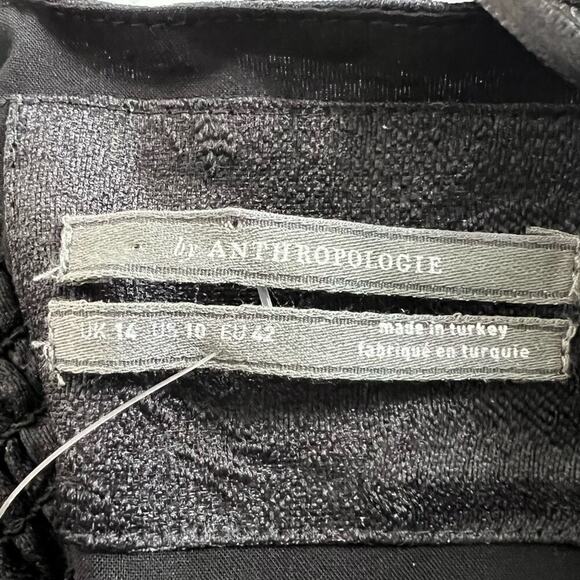 by ANTHROPOLOGIE
UK 14 US 10 EU 42
made in turkey
fabriqué en turquie